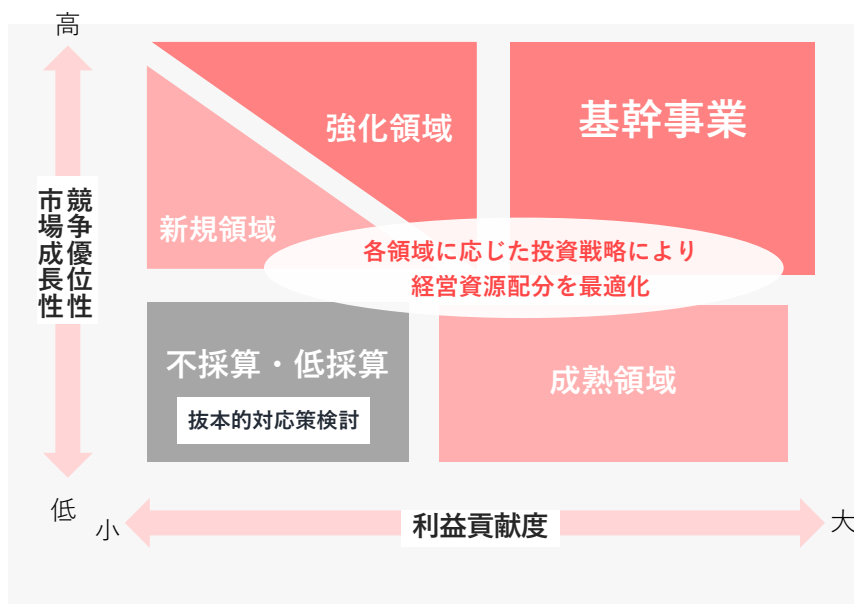 高
強化領域
基幹事業
新規領域
競争優位性
市場成長性
各領域に応じた投資戦略により
経営資源配分を最適化
不採算・低採算
抜本的対応策検討
成熟領域
低
小
利益貢献度
大